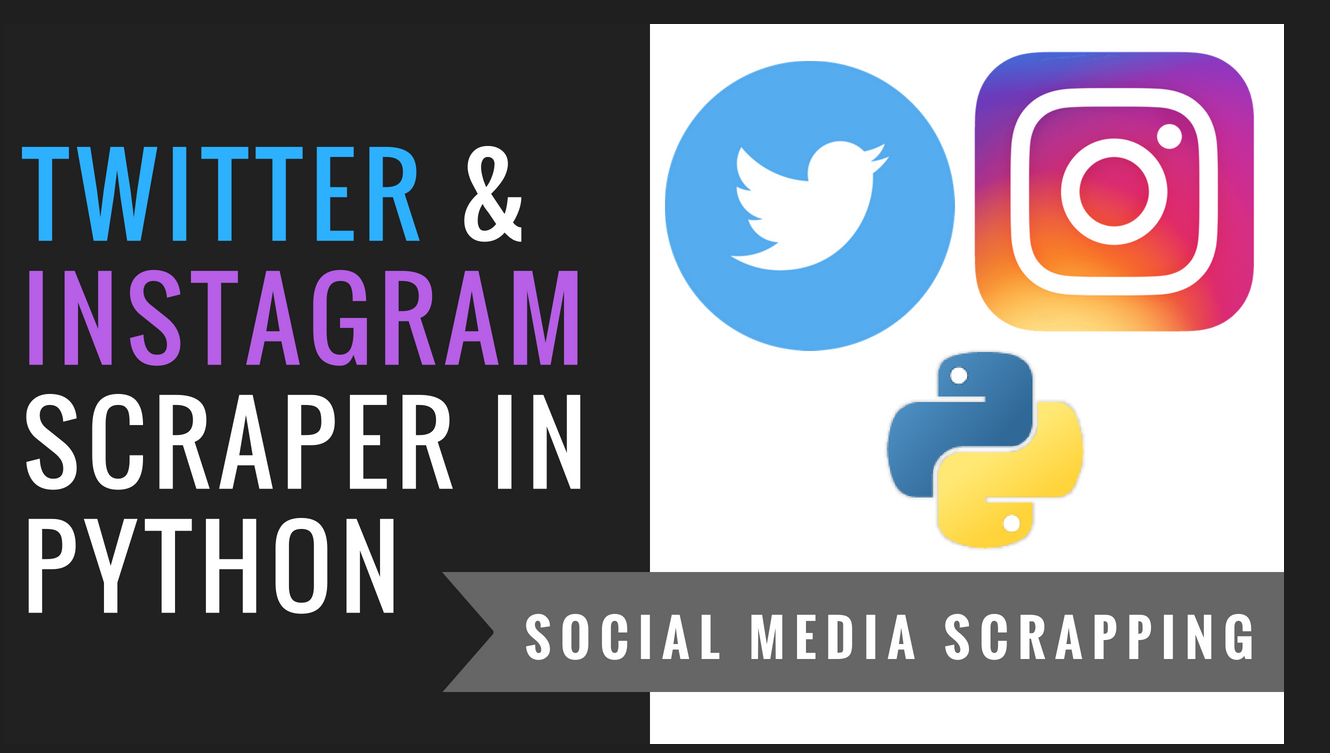 TWITTER &
INSTAGRAM
SCRAPER IN
PYTHON
SOCIAL MEDIA SCRAPPING